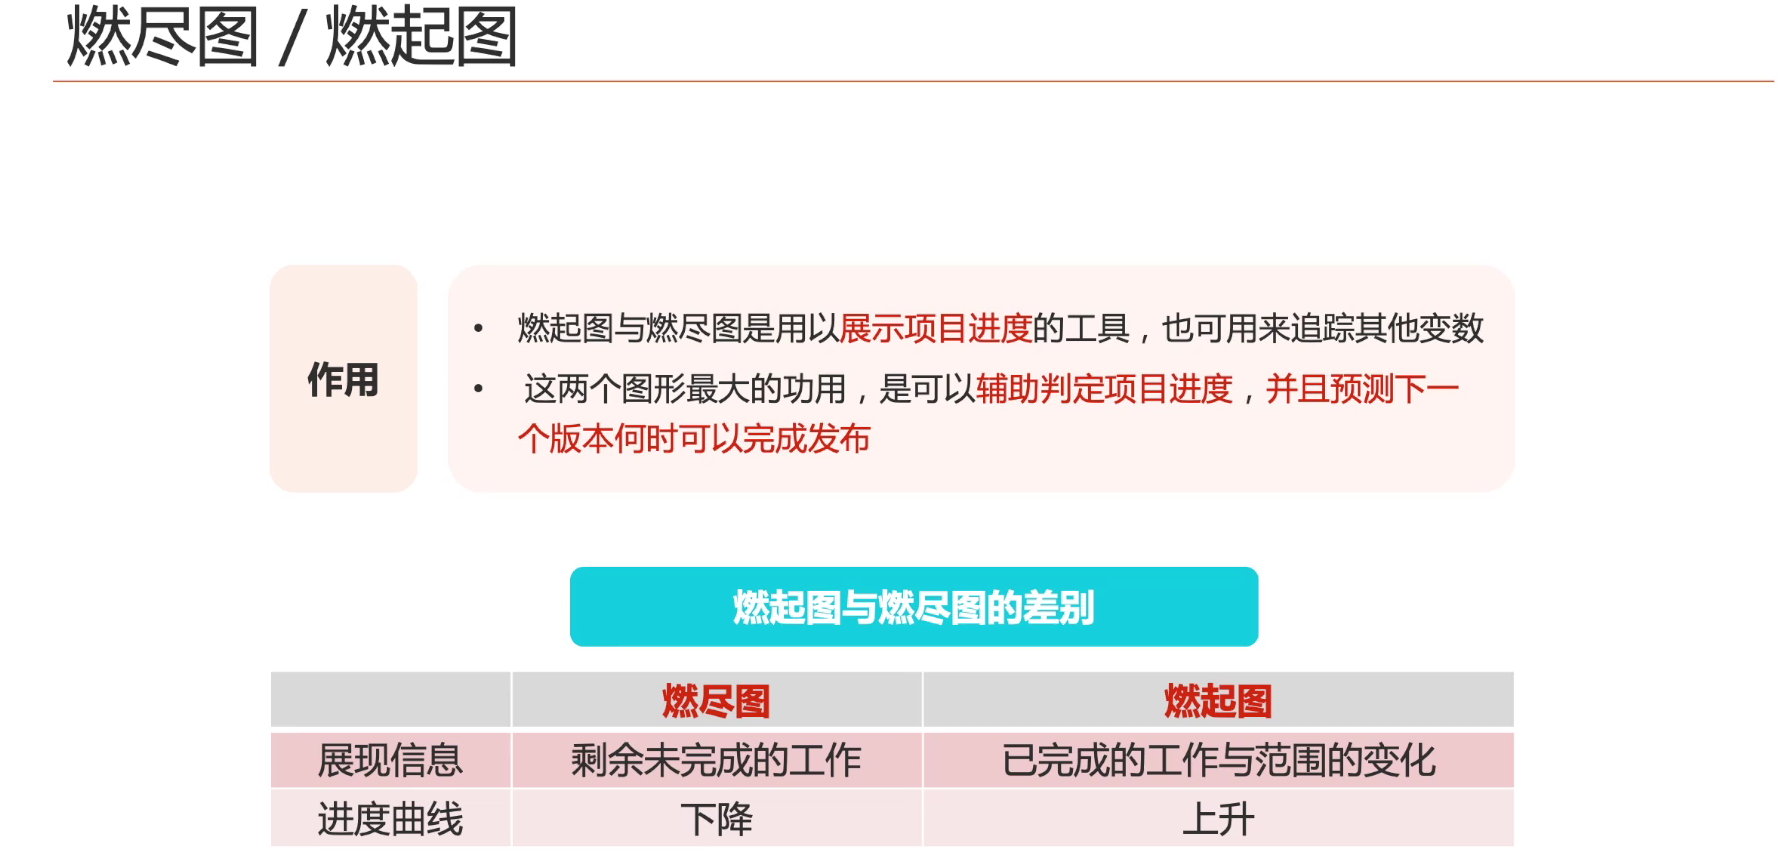 燃尽图 / 燃起图
作用
• 燃起图与燃尽图是用以展示项目进度的工具，也可用来追踪其他变数
• 这两个图形最大的功用，是可以辅助判定项目进度，并且预测下一
个版本何时可以完成发布
燃起图与燃尽图的差别
燃尽图 燃起图
展现信息 剩余未完成的工作 已完成的工作与范围的变化
进度曲线 下降 上升